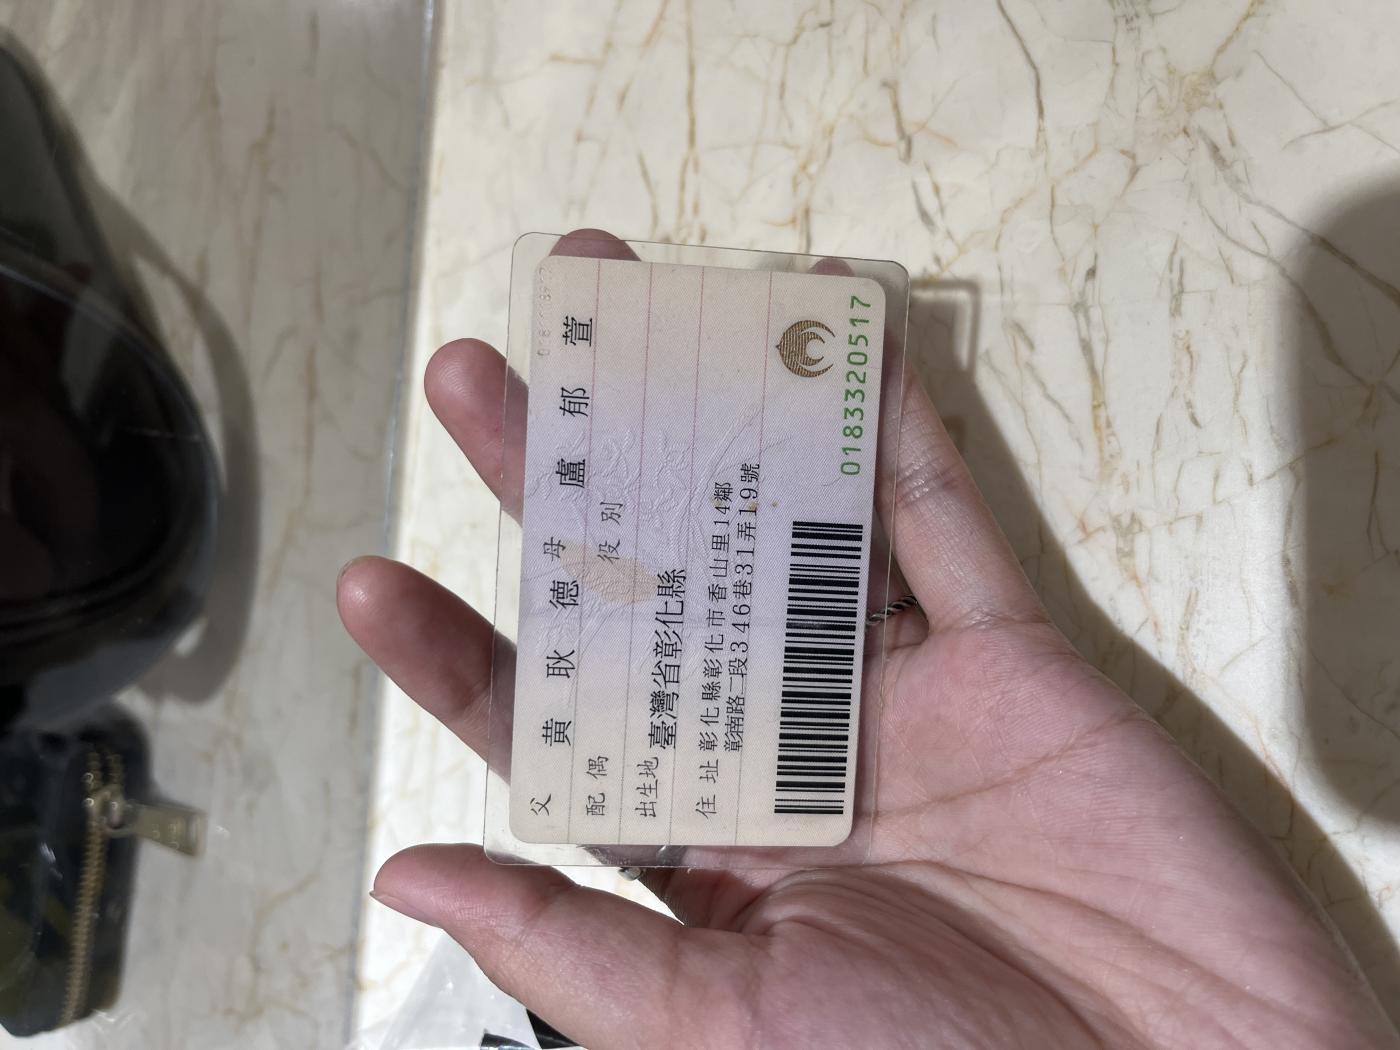 父 黄耿德 母 盧郁萱
配偶 役別
出生地 臺灣省彰化縣
住址 彰化縣彰化市香山里14鄰
彰南路二段346巷31弄19號
0183320517